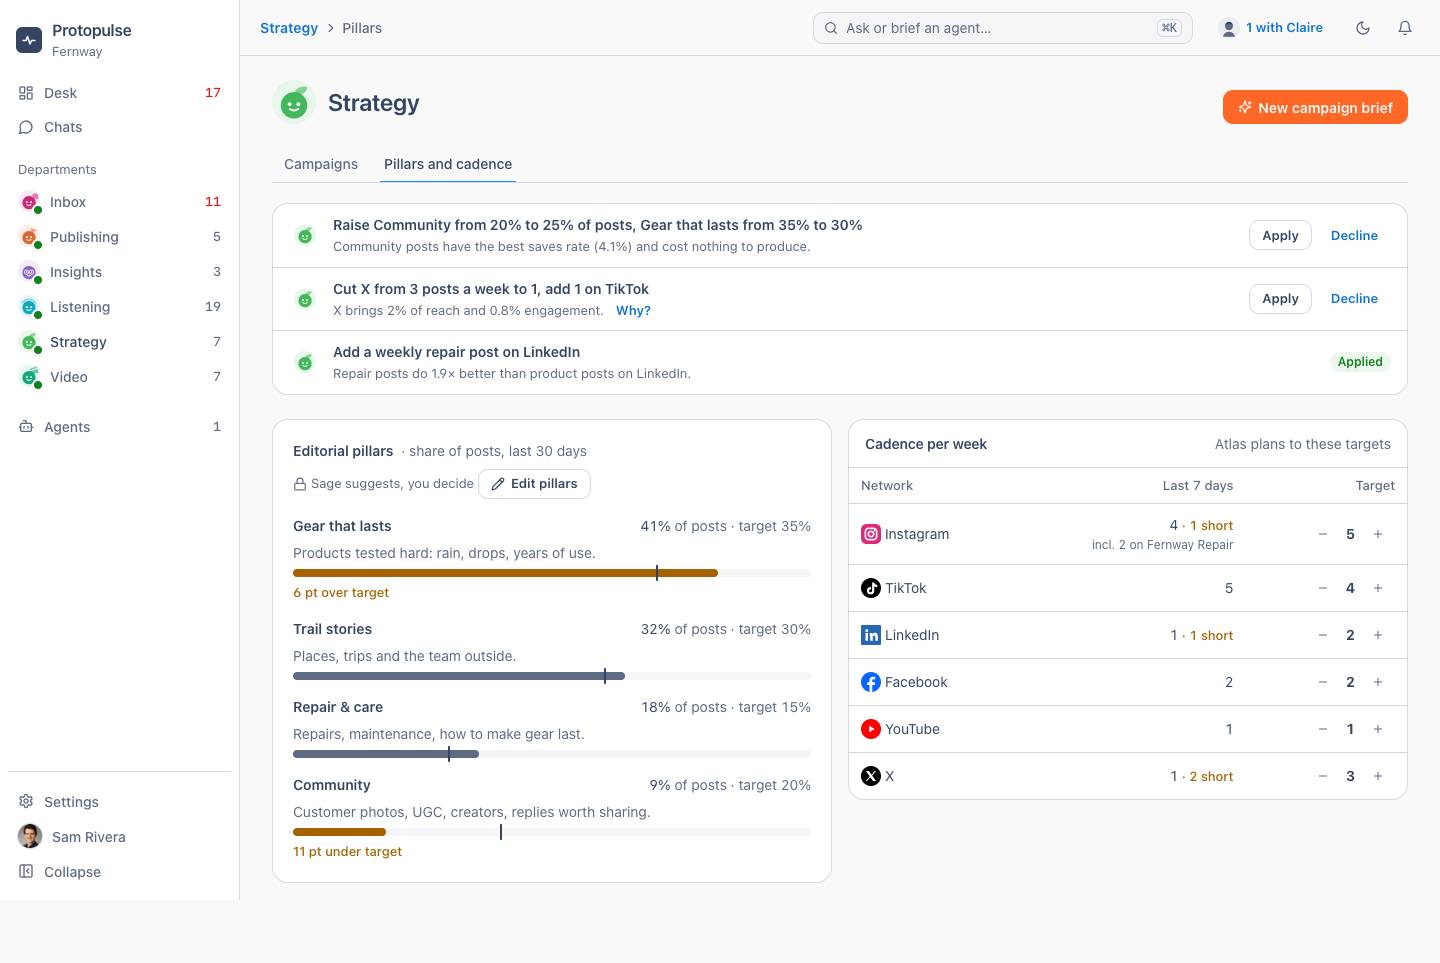 Protopulse
Fernway
Desk 17
Chats
Departments
Inbox 11
Publishing 5
Insights 3
Listening 19
Strategy 7
Video 7
Agents 1
Settings
Sam Rivera
Collapse
Strategy > Pillars
Ask or brief an agent... ⌘K
1 with Claire
Strategy
New campaign brief
Campaigns
Pillars and cadence
Raise Community from 20% to 25% of posts, Gear that lasts from 35% to 30%
Community posts have the best saves rate (4.1%) and cost nothing to produce.
Apply Decline
Cut X from 3 posts a week to 1, add 1 on TikTok
X brings 2% of reach and 0.8% engagement. Why?
Apply Decline
Add a weekly repair post on LinkedIn
Repair posts do 1.9× better than product posts on LinkedIn.
Applied
Editorial pillars · share of posts, last 30 days
Sage suggests, you decide Edit pillars
Gear that lasts 41% of posts · target 35%
Products tested hard: rain, drops, years of use.
6 pt over target
Trail stories 32% of posts · target 30%
Places, trips and the team outside.
Repair & care 18% of posts · target 15%
Repairs, maintenance, how to make gear last.
Community 9% of posts · target 20%
Customer photos, UGC, creators, replies worth sharing.
11 pt under target
Cadence per week Atlas plans to these targets
Network Last 7 days Target
Instagram 4 · 1 short − 5 +
incl. 2 on Fernway Repair
TikTok 5 − 4 +
LinkedIn 1 · 1 short − 2 +
Facebook 2 − 2 +
YouTube 1 − 1 +
X 1 · 2 short − 3 +